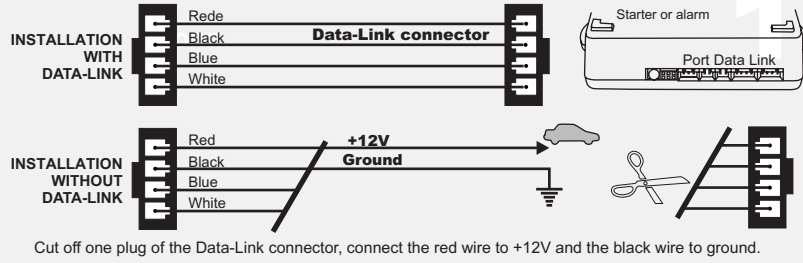 1
Rede
Black
Blue
White
INSTALLATION
WITH
DATA-LINK
Data-Link connector
Starter or alarm
Port Data Link
INSTALLATION
WITHOUT
DATA-LINK
Red
Black
Blue
White
+12V
Ground
Cut off one plug of the Data-Link connector, connect the red wire to +12V and the black wire to ground.